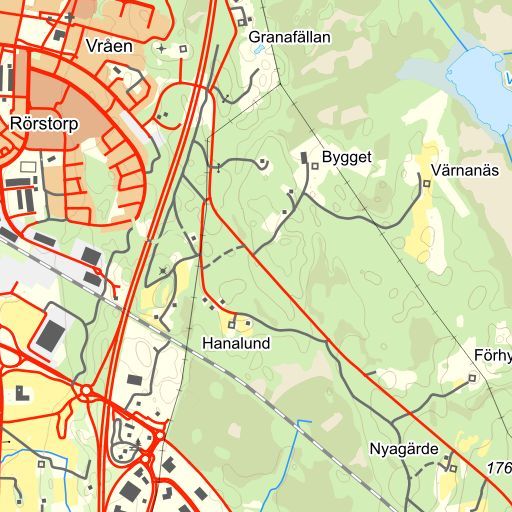 Granafällan
Vråen
Rörstorp
Bygget
Värnanäs
Hanalund
Förhy
Nyagärde
176
V